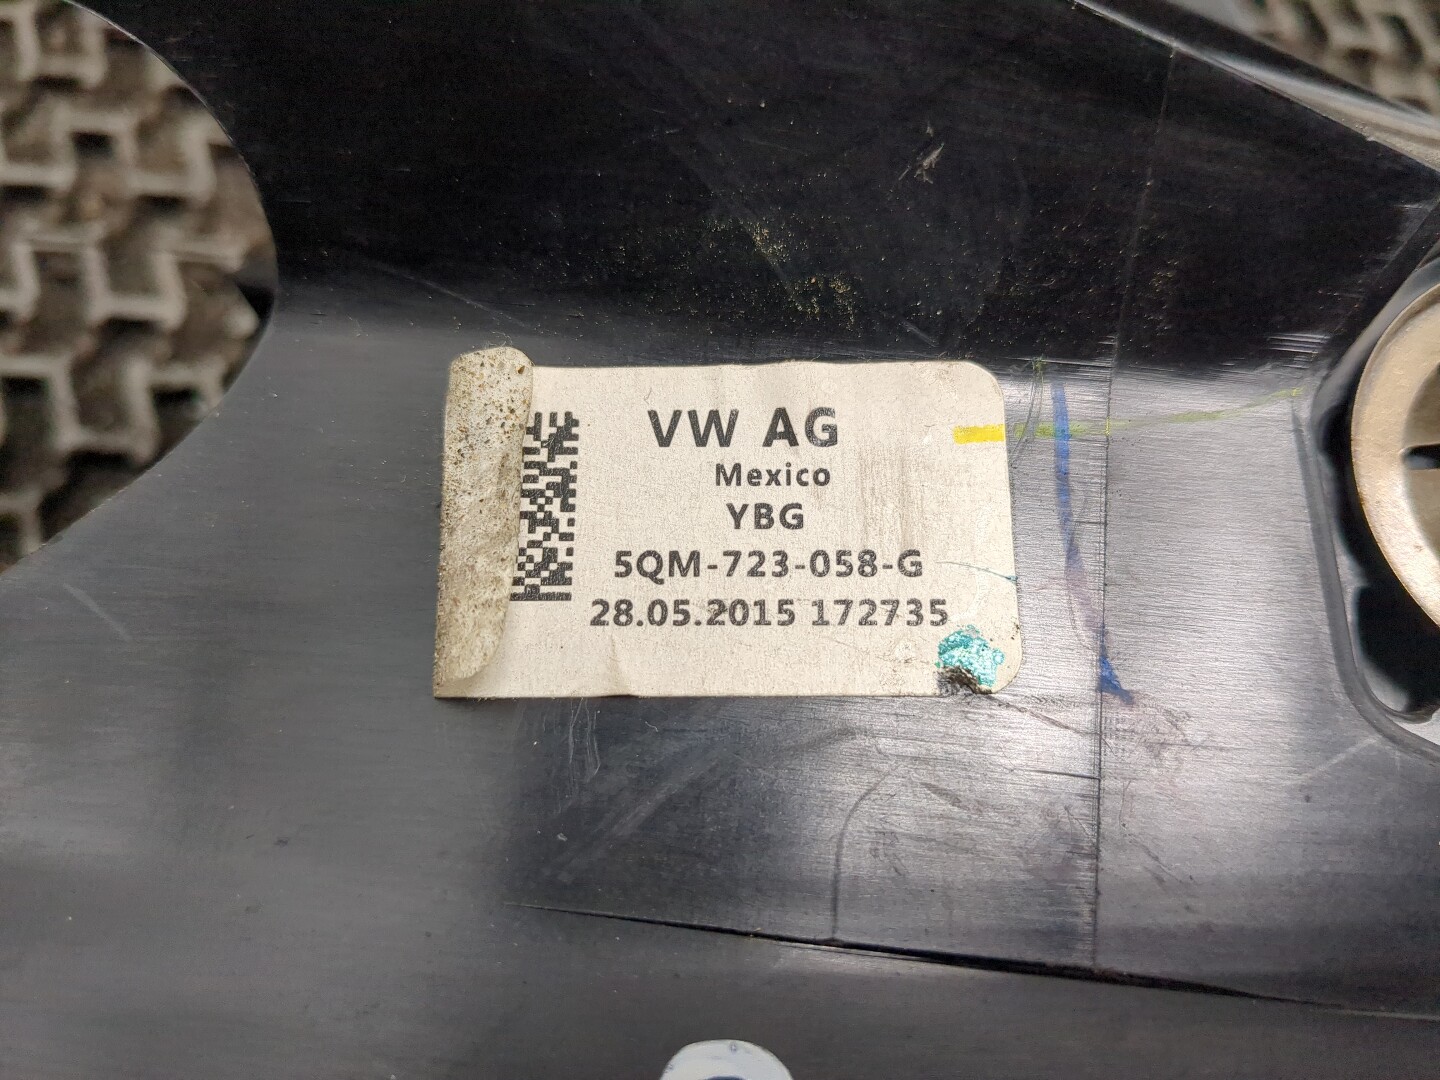 VW AG
Mexico
YBG
5QM-723-058-G
28.05.2015 172735